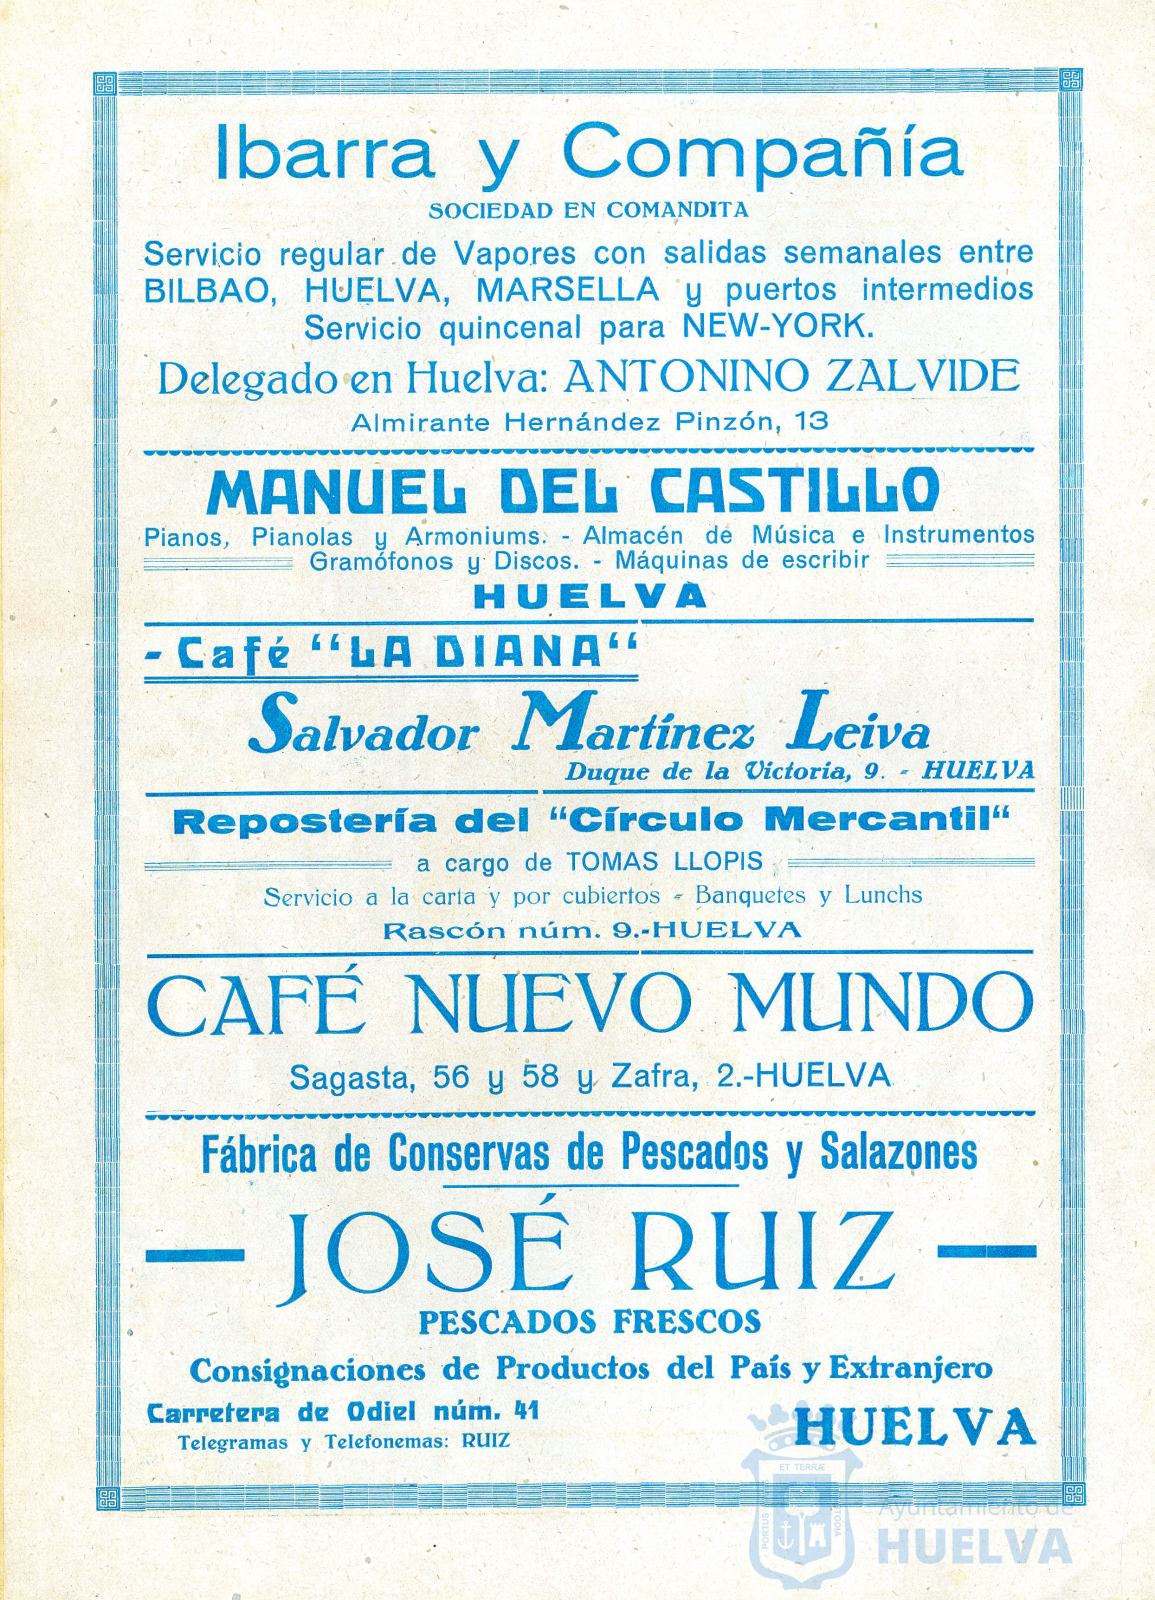 Ibarra y Compañía
SOCIEDAD EN COMANDITA
Servicio regular de Vapores con salidas semanales entre
BILBAO, HUELVA, MARSELLA y puertos intermedios
Servicio quincenal para NEW-YORK.
Delegado en Huelva: ANTONINO ZALVIDE
Almirante Hernández Pinzón, 13
MANUEL DEL CASTILLO
Pianos, Pianolas y Armoniums. - Almacén de Música e Instrumentos
Gramófonos y Discos. - Máquinas de escribir
HUELVA
- Café “LA DIANA“
Salvador Martínez Leiva
Duque de la Victoria, 9. - HUELVA
Repostería del “Círculo Mercantil“
a cargo de TOMAS LLOPIS
Servicio a la carta y por cubiertos - Banquetes y Lunchs
Rascón núm. 9.-HUELVA
CAFÉ NUEVO MUNDO
Sagasta, 56 y 58 y Zafra, 2.-HUELVA
Fábrica de Conservas de Pescados y Salazones
JOSÉ RUIZ
PESCADOS FRESCOS
Consignaciones de Productos del País y Extranjero
Carretera de Odiel núm. 41
Telegramas y Telefonemas: RUIZ
HUELVA
ET TERRÆ
PORTUS
CUSTODIA
Ayuntamiento de
HUELVA